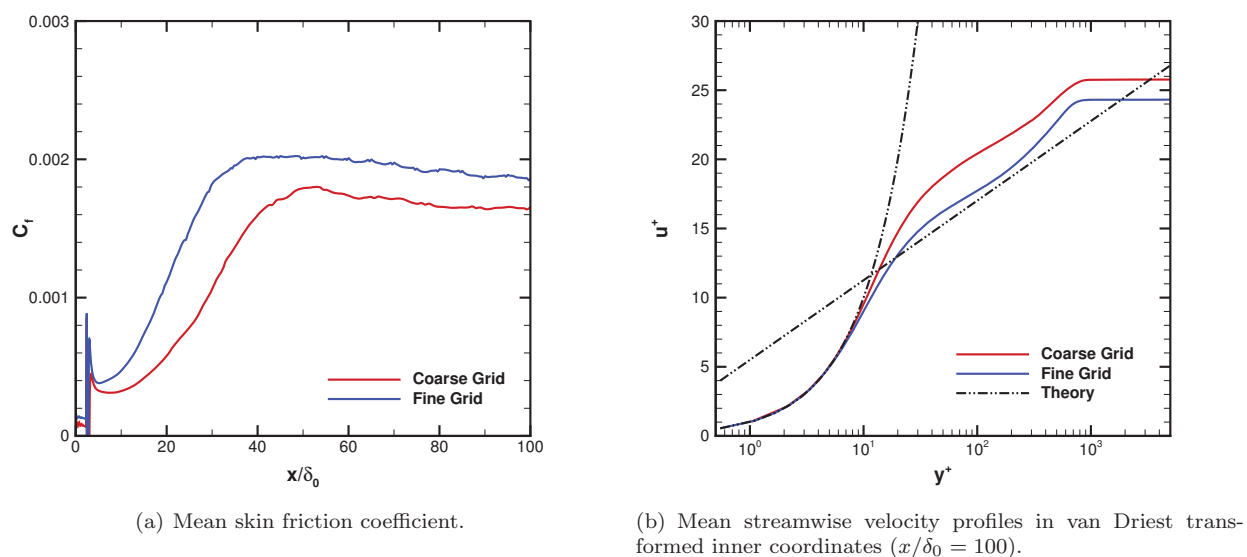 0.003
0.002
0.001
0
C_f
0 20 40 60 80 100
x/δ_0
Coarse Grid
Fine Grid
(a) Mean skin friction coefficient.
30
25
20
15
10
5
0
u^+
10^0 10^1 10^2 10^3
y^+
Coarse Grid
Fine Grid
Theory
(b) Mean streamwise velocity profiles in van Driest trans-
formed inner coordinates (x/δ_0 = 100).